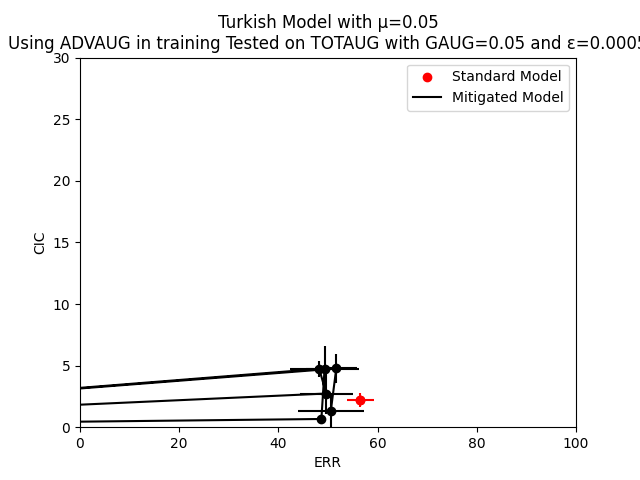 Turkish Model with μ=0.05
Using ADVAUG in training Tested on TOTAUG with GAUG=0.05 and ε=0.0005
Standard Model
Mitigated Model
30
25
20
15
10
5
0
CIC
0 20 40 60 80 100
ERR